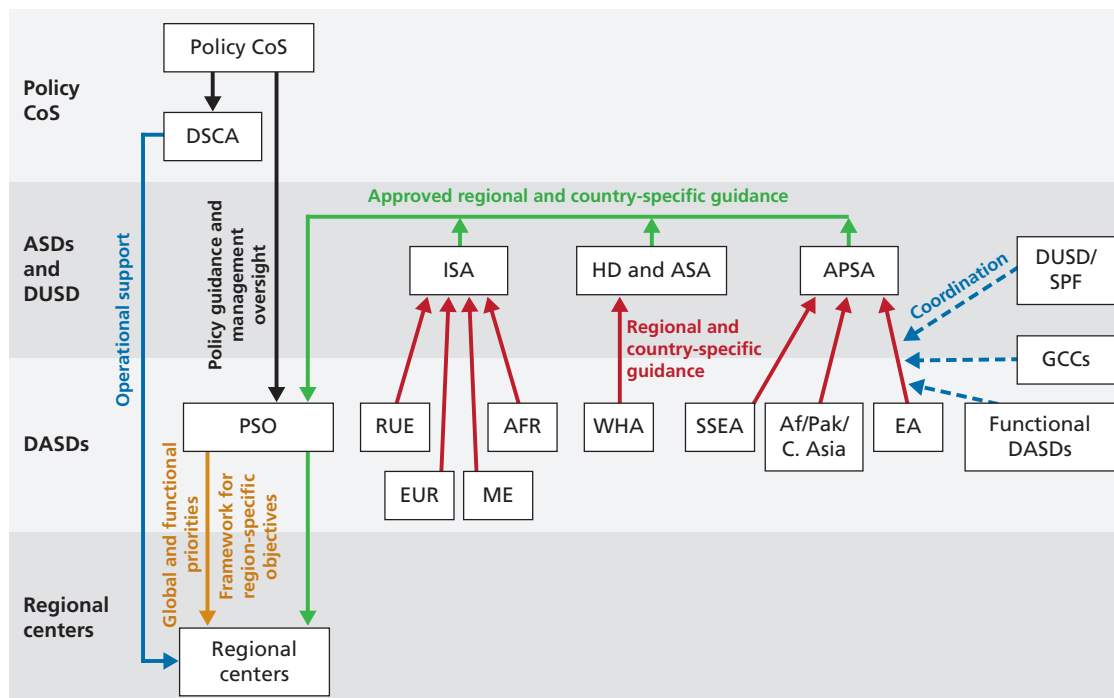 Policy CoS
Policy
CoS
DSCA
Approved regional and country-specific guidance
ASDs
and
DUSD
Operational support
Policy guidance and
management
oversight
ISA
HD and ASA
APSA
Coordination
DUSD/
SPF
Regional and
country-specific
guidance
GCCs
DASDs
PSO
RUE
AFR
WHA
SSEA
Af/Pak/
C. Asia
EA
Functional
DASDs
EUR
ME
Global and functional
priorities
Framework for
region-specific
objectives
Regional
centers
Regional
centers